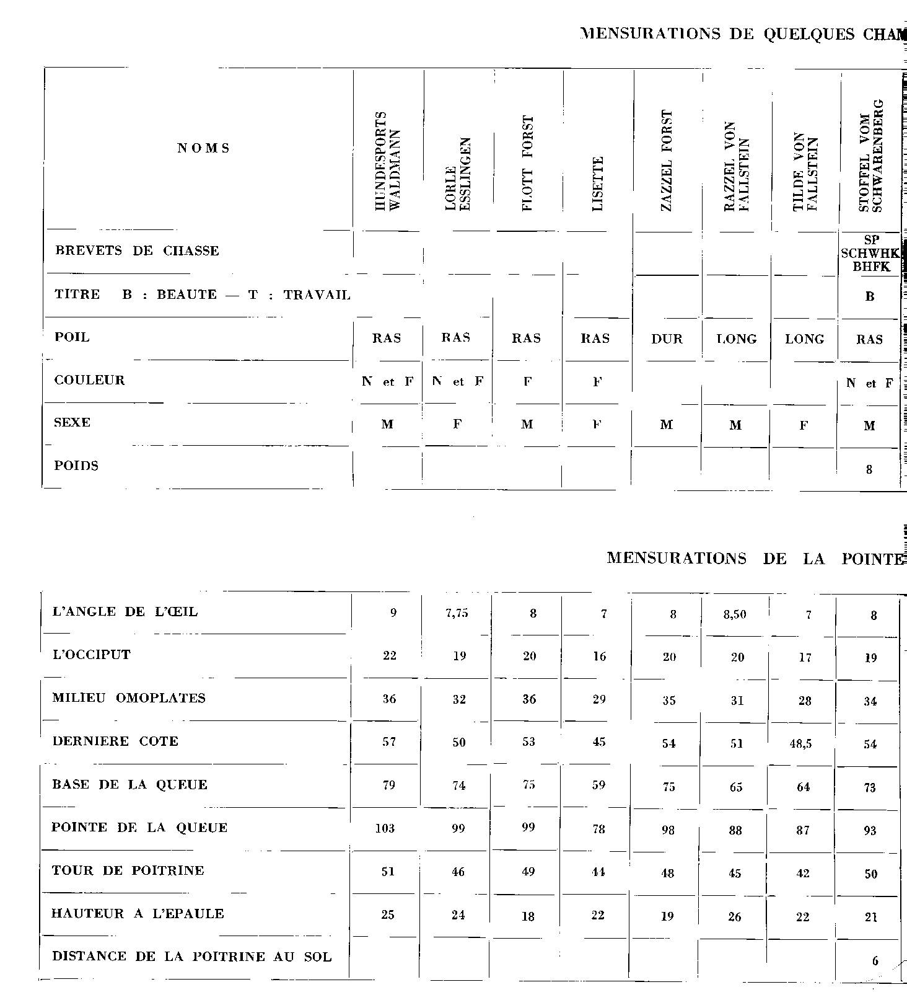 MENSURATIONS DE QUELQUES CHAM
NOMS
HUNDESPORTS
WALDMANN
LORLE
ESSLINGEN
FLOTT FORST
LISETTE
ZAZZEL FORST
RAZZEL VON
FALLSTEIN
TILDE VON
FALLSTEIN
STOFFEL VOM
SCHWARENBERG
BREVETS DE CHASSE SP
SCHWHK
BHFK
TITRE B : BEAUTE — T : TRAVAIL B
POIL RAS RAS RAS RAS DUR LONG LONG RAS
COULEUR N et F N et F F F N et F
SEXE M F M F M M F M
POIDS 8
MENSURATIONS DE LA POINTE
L'ANGLE DE L'ŒIL 9 7,75 8 7 8 8,50 7 8
L'OCCIPUT 22 19 20 16 20 20 17 19
MILIEU OMOPLATES 36 32 36 29 35 31 28 34
DERNIERE COTE 57 50 53 45 54 51 48,5 54
BASE DE LA QUEUE 79 74 75 59 75 65 64 73
POINTE DE LA QUEUE 103 99 99 78 98 88 87 93
TOUR DE POITRINE 51 46 49 44 48 45 42 50
HAUTEUR A L'EPAULE 25 24 18 22 19 26 22 21
DISTANCE DE LA POITRINE AU SOL 6